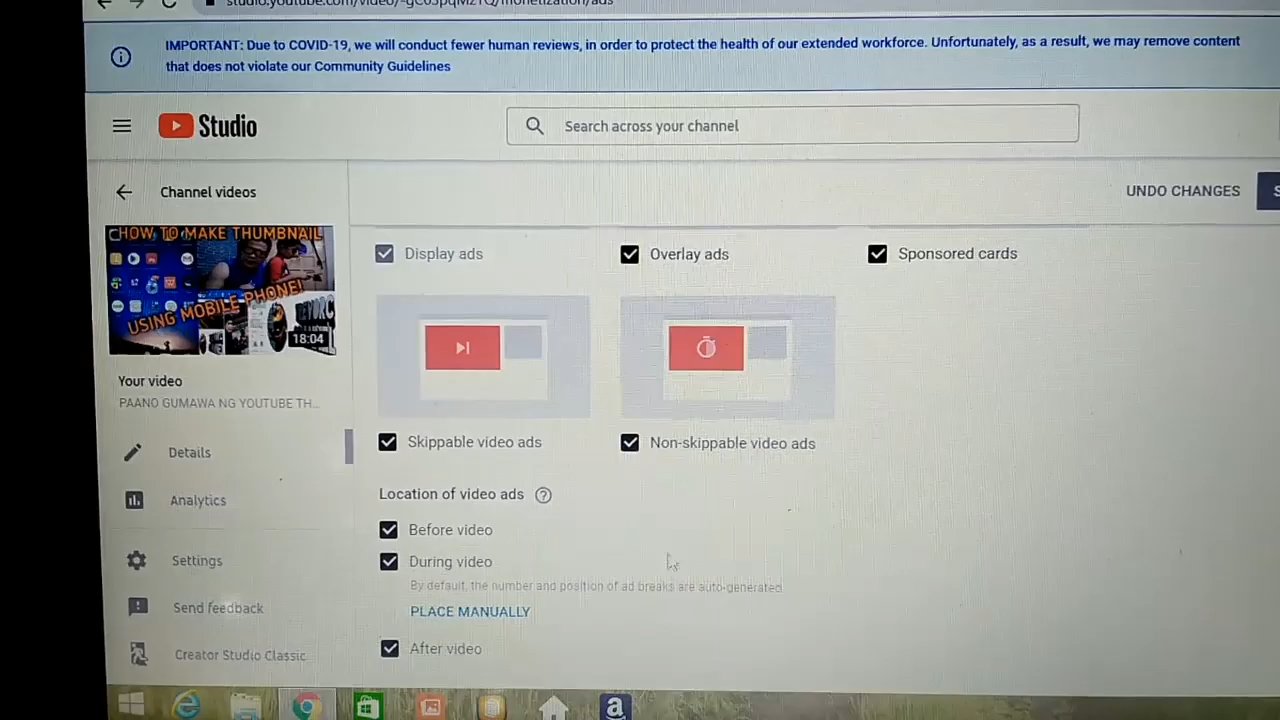 IMPORTANT: Due to COVID-19, we will conduct fewer human reviews, in order to protect the health of our extended workforce. Unfortunately, as a result, we may remove content
that does not violate our Community Guidelines
Studio
Search across your channel
Channel videos
UNDO CHANGES
HOW TO MAKE THUMBNAIL
USING MOBILE PHONE!
18:04
Display ads
Overlay ads
Sponsored cards
Your video
PAANO GUMAWA NG YOUTUBE TH...
Skippable video ads
Non-skippable video ads
Details
Analytics
Settings
Send feedback
Creator Studio Classic
Location of video ads
Before video
During video
By default, the number and position of ad breaks are auto-generated
PLACE MANUALLY
After video